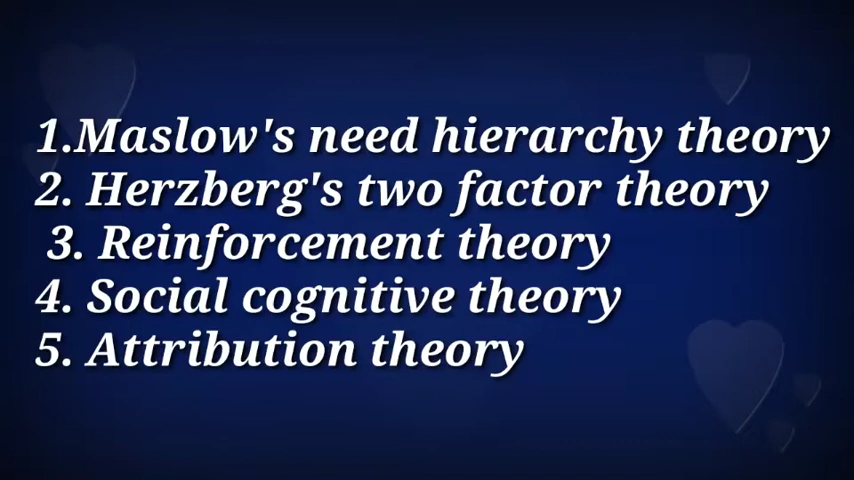 1.Maslow's need hierarchy theory
2. Herzberg's two factor theory
3. Reinforcement theory
4. Social cognitive theory
5. Attribution theory